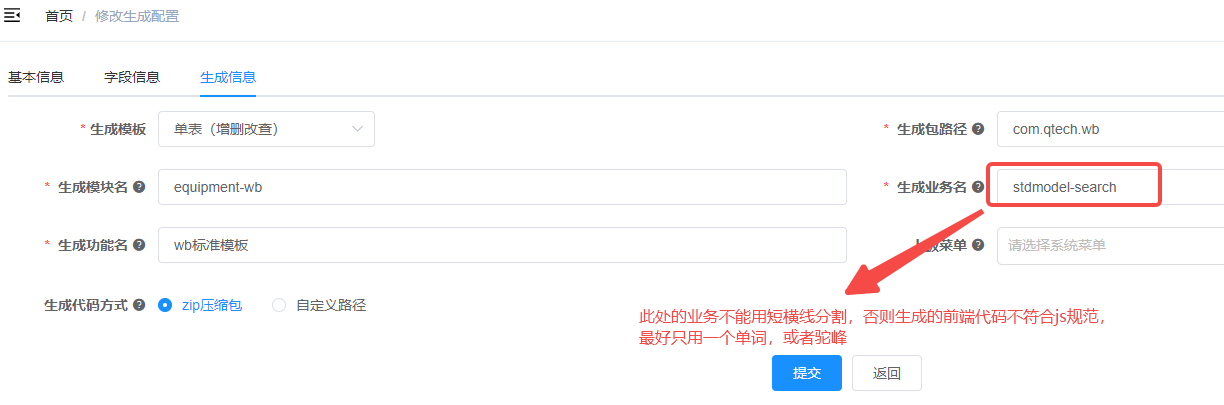 首页 / 修改生成配置
基本信息 字段信息 生成信息
* 生成模板 单表（增删改查） * 生成包路径 com.qtech.wb
* 生成模块名 equipment-wb * 生成业务名 stdmodel-search
* 生成功能名 wb标准模板 菜单 请选择系统菜单
生成代码方式 zip压缩包 自定义路径
此处的业务不能用短横线分割，否则生成的前端代码不符合js规范，
最好只用一个单词，或者驼峰
提交 返回